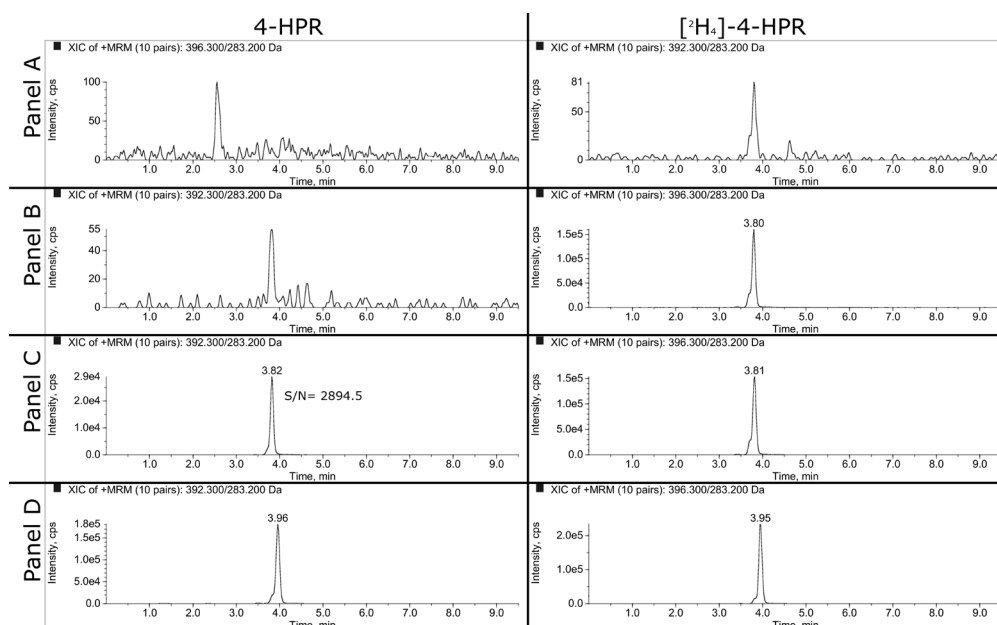 4-HPR
[²H₄]-4-HPR
Panel A
XIC of +MRM (10 pairs): 396.300/283.200 Da
Intensity, cps
100
50
0
1.0 2.0 3.0 4.0 5.0 6.0 7.0 8.0 9.0
Time, min
XIC of +MRM (10 pairs): 392.300/283.200 Da
Intensity, cps
81
50
0
1.0 2.0 3.0 4.0 5.0 6.0 7.0 8.0 9.0
Time, min
Panel B
XIC of +MRM (10 pairs): 392.300/283.200 Da
Intensity, cps
55
40
20
0
1.0 2.0 3.0 4.0 5.0 6.0 7.0 8.0 9.0
Time, min
XIC of +MRM (10 pairs): 396.300/283.200 Da
3.80
Intensity, cps
1.5e5
1.0e5
5.0e4
0.0
1.0 2.0 3.0 4.0 5.0 6.0 7.0 8.0 9.0
Time, min
Panel C
XIC of +MRM (10 pairs): 392.300/283.200 Da
3.82
S/N= 2894.5
Intensity, cps
2.9e4
2.0e4
1.0e4
0.0
1.0 2.0 3.0 4.0 5.0 6.0 7.0 8.0 9.0
Time, min
XIC of +MRM (10 pairs): 396.300/283.200 Da
3.81
Intensity, cps
1.5e5
1.0e5
5.0e4
0.0
1.0 2.0 3.0 4.0 5.0 6.0 7.0 8.0 9.0
Time, min
Panel D
XIC of +MRM (10 pairs): 392.300/283.200 Da
3.96
Intensity, cps
1.8e5
1.5e5
1.0e5
5.0e4
0.0
1.0 2.0 3.0 4.0 5.0 6.0 7.0 8.0 9.0
Time, min
XIC of +MRM (10 pairs): 396.300/283.200 Da
3.95
Intensity, cps
2.0e5
1.0e5
0.0
1.0 2.0 3.0 4.0 5.0 6.0 7.0 8.0 9.0
Time, min